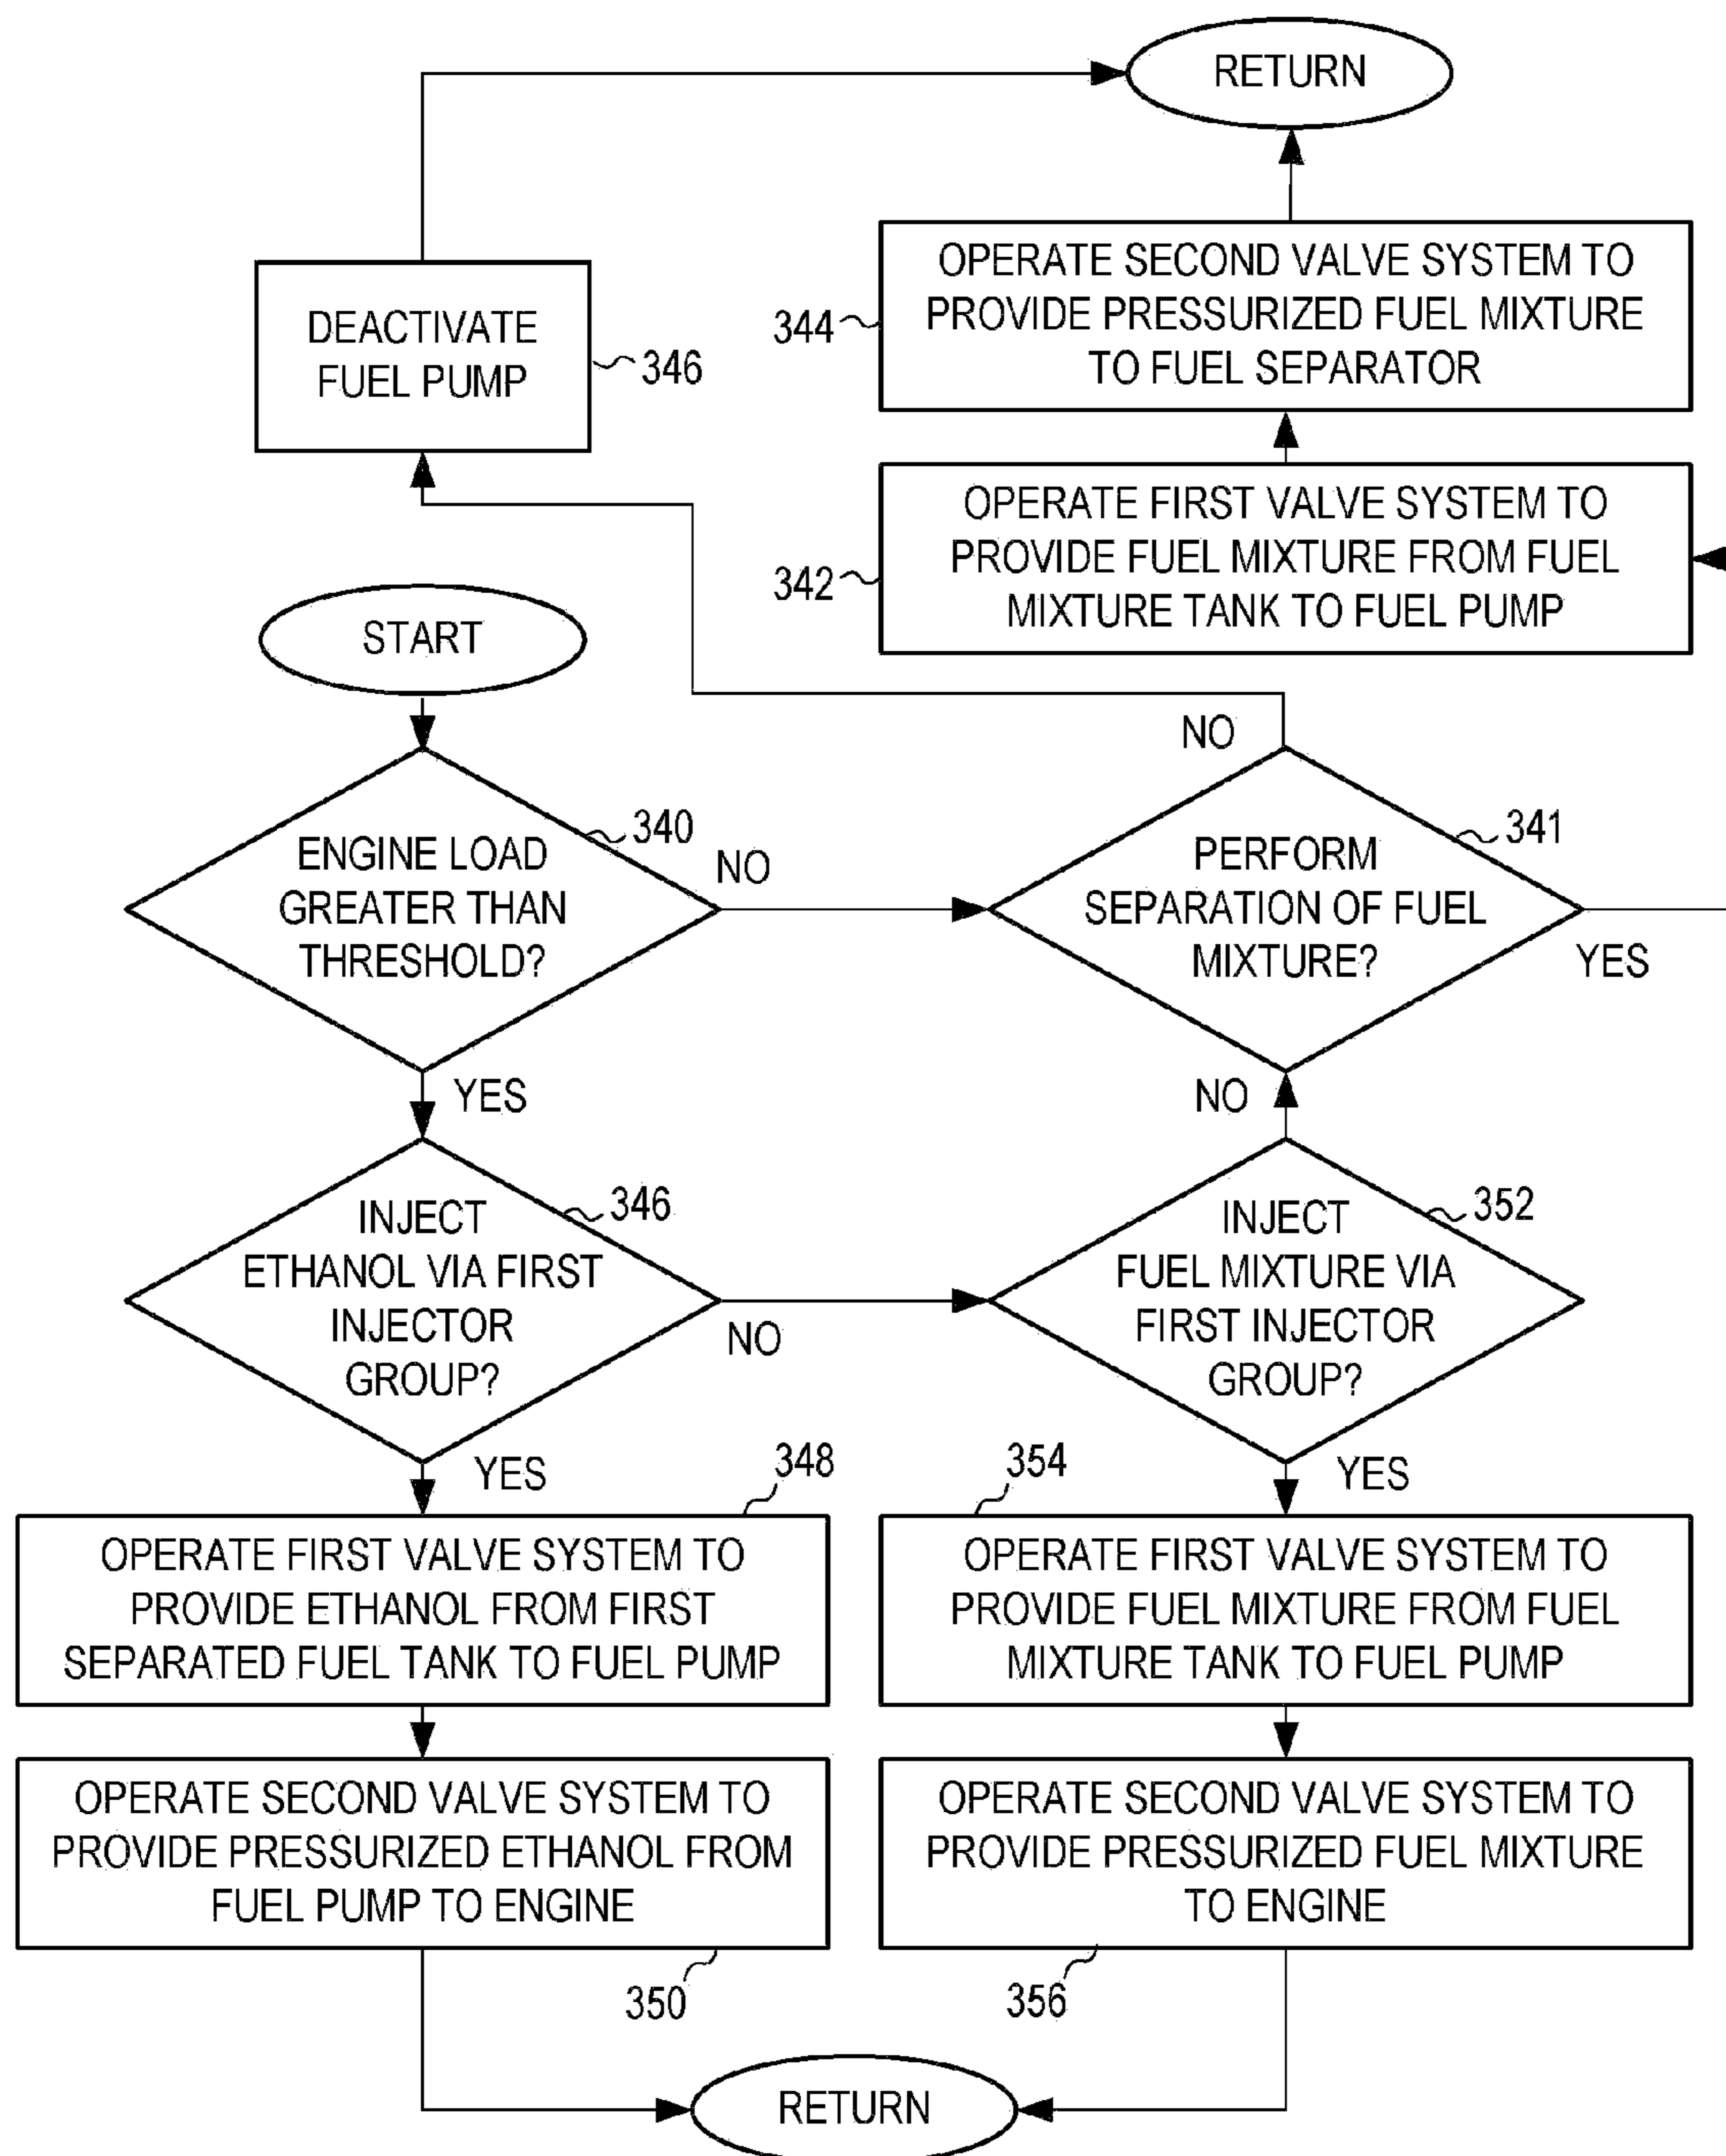 RETURN
OPERATE SECOND VALVE SYSTEM TO
PROVIDE PRESSURIZED FUEL MIXTURE
TO FUEL SEPARATOR
344
DEACTIVATE
FUEL PUMP
346
OPERATE FIRST VALVE SYSTEM TO
PROVIDE FUEL MIXTURE FROM FUEL
MIXTURE TANK TO FUEL PUMP
342
START
NO
340
ENGINE LOAD
GREATER THAN
THRESHOLD?
NO
341
PERFORM
SEPARATION OF FUEL
MIXTURE?
YES
YES
NO
346
INJECT
ETHANOL VIA FIRST
INJECTOR
GROUP?
NO
352
INJECT
FUEL MIXTURE VIA
FIRST INJECTOR
GROUP?
YES
348
354
YES
OPERATE FIRST VALVE SYSTEM TO
PROVIDE ETHANOL FROM FIRST
SEPARATED FUEL TANK TO FUEL PUMP
OPERATE FIRST VALVE SYSTEM TO
PROVIDE FUEL MIXTURE FROM FUEL
MIXTURE TANK TO FUEL PUMP
OPERATE SECOND VALVE SYSTEM TO
PROVIDE PRESSURIZED ETHANOL FROM
FUEL PUMP TO ENGINE
350
OPERATE SECOND VALVE SYSTEM TO
PROVIDE PRESSURIZED FUEL MIXTURE
TO ENGINE
356
RETURN